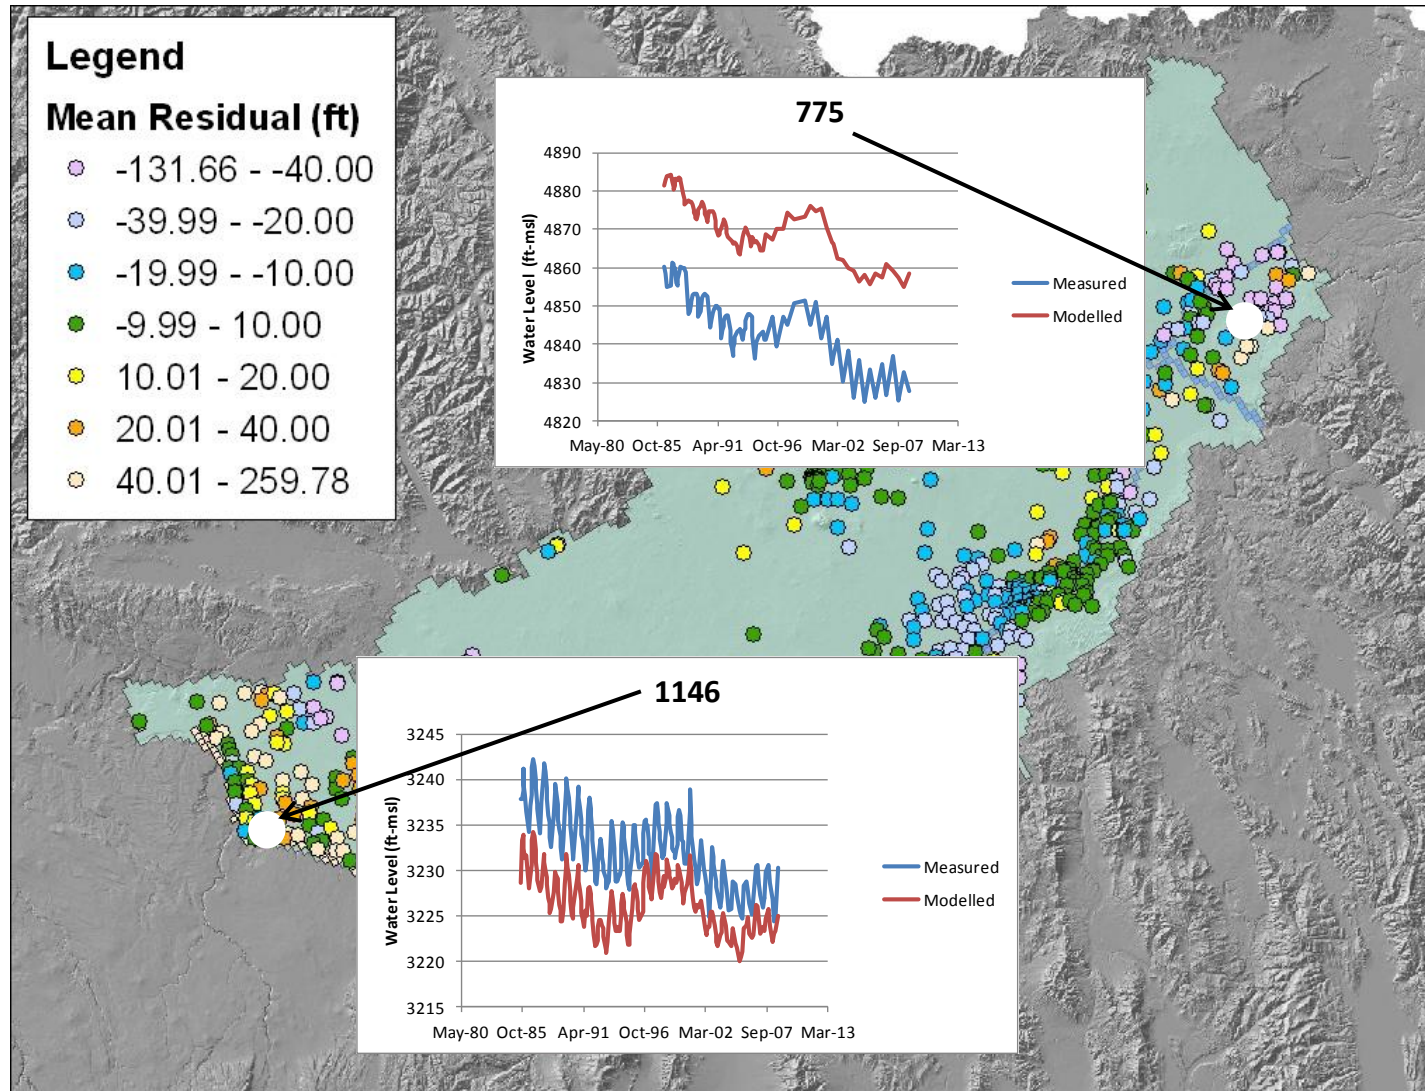 Legend
Mean Residual (ft)
-131.66 - -40.00
-39.99 - -20.00
-19.99 - -10.00
-9.99 - 10.00
10.01 - 20.00
20.01 - 40.00
40.01 - 259.78
775
4890
4880
4870
4860
4850
4840
4830
4820
Water Level (ft-msl)
May-80 Oct-85 Apr-91 Oct-96 Mar-02 Sep-07 Mar-13
Measured
Modelled
1146
3245
3240
3235
3230
3225
3220
3215
Water Level (ft-msl)
May-80 Oct-85 Apr-91 Oct-96 Mar-02 Sep-07 Mar-13
Measured
Modelled